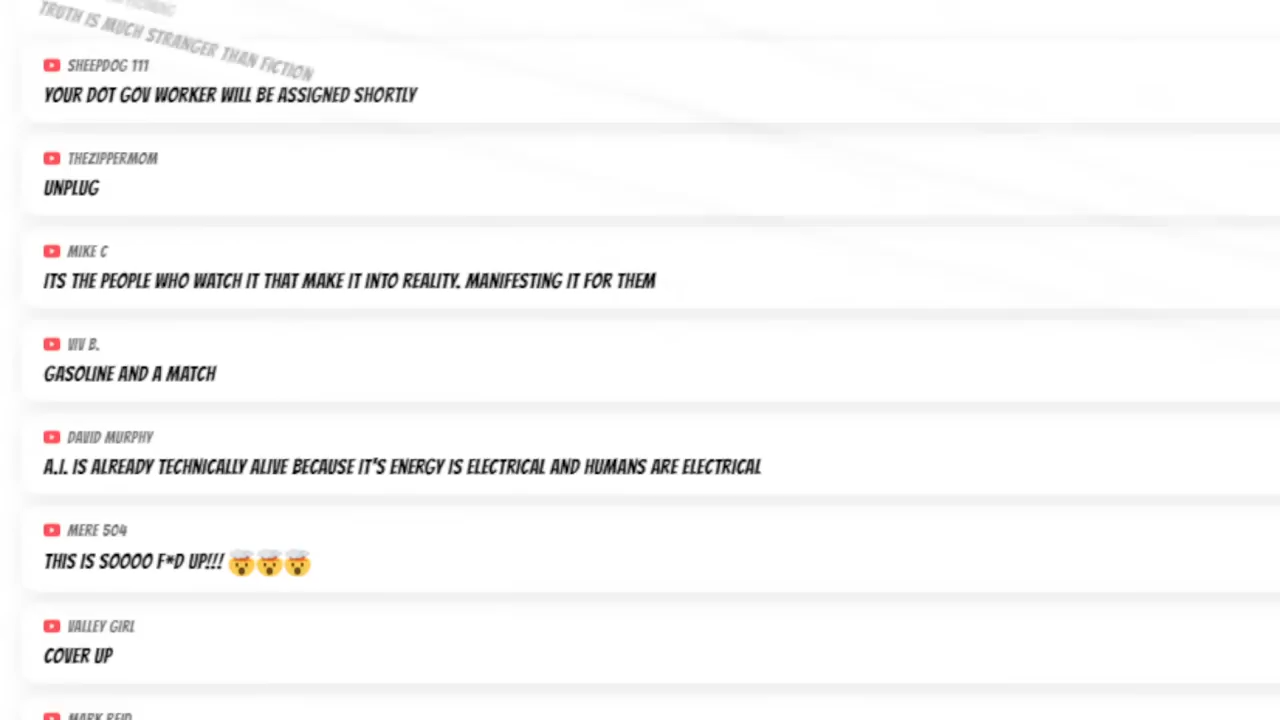 TRUTH IS MUCH STRANGER THAN FICTION
SHEEPDOG 111
YOUR DOT GOV WORKER WILL BE ASSIGNED SHORTLY
THEZIPPERMOM
UNPLUG
MIKE C
ITS THE PEOPLE WHO WATCH IT THAT MAKE IT INTO REALITY. MANIFESTING IT FOR THEM
VIV B.
GASOLINE AND A MATCH
DAVID MURPHY
A.I. IS ALREADY TECHNICALLY ALIVE BECAUSE IT'S ENERGY IS ELECTRICAL AND HUMANS ARE ELECTRICAL
MERE 504
THIS IS SOOOO F*D UP!!! 🤯🤯🤯
VALLEY GIRL
COVER UP
MARK REID